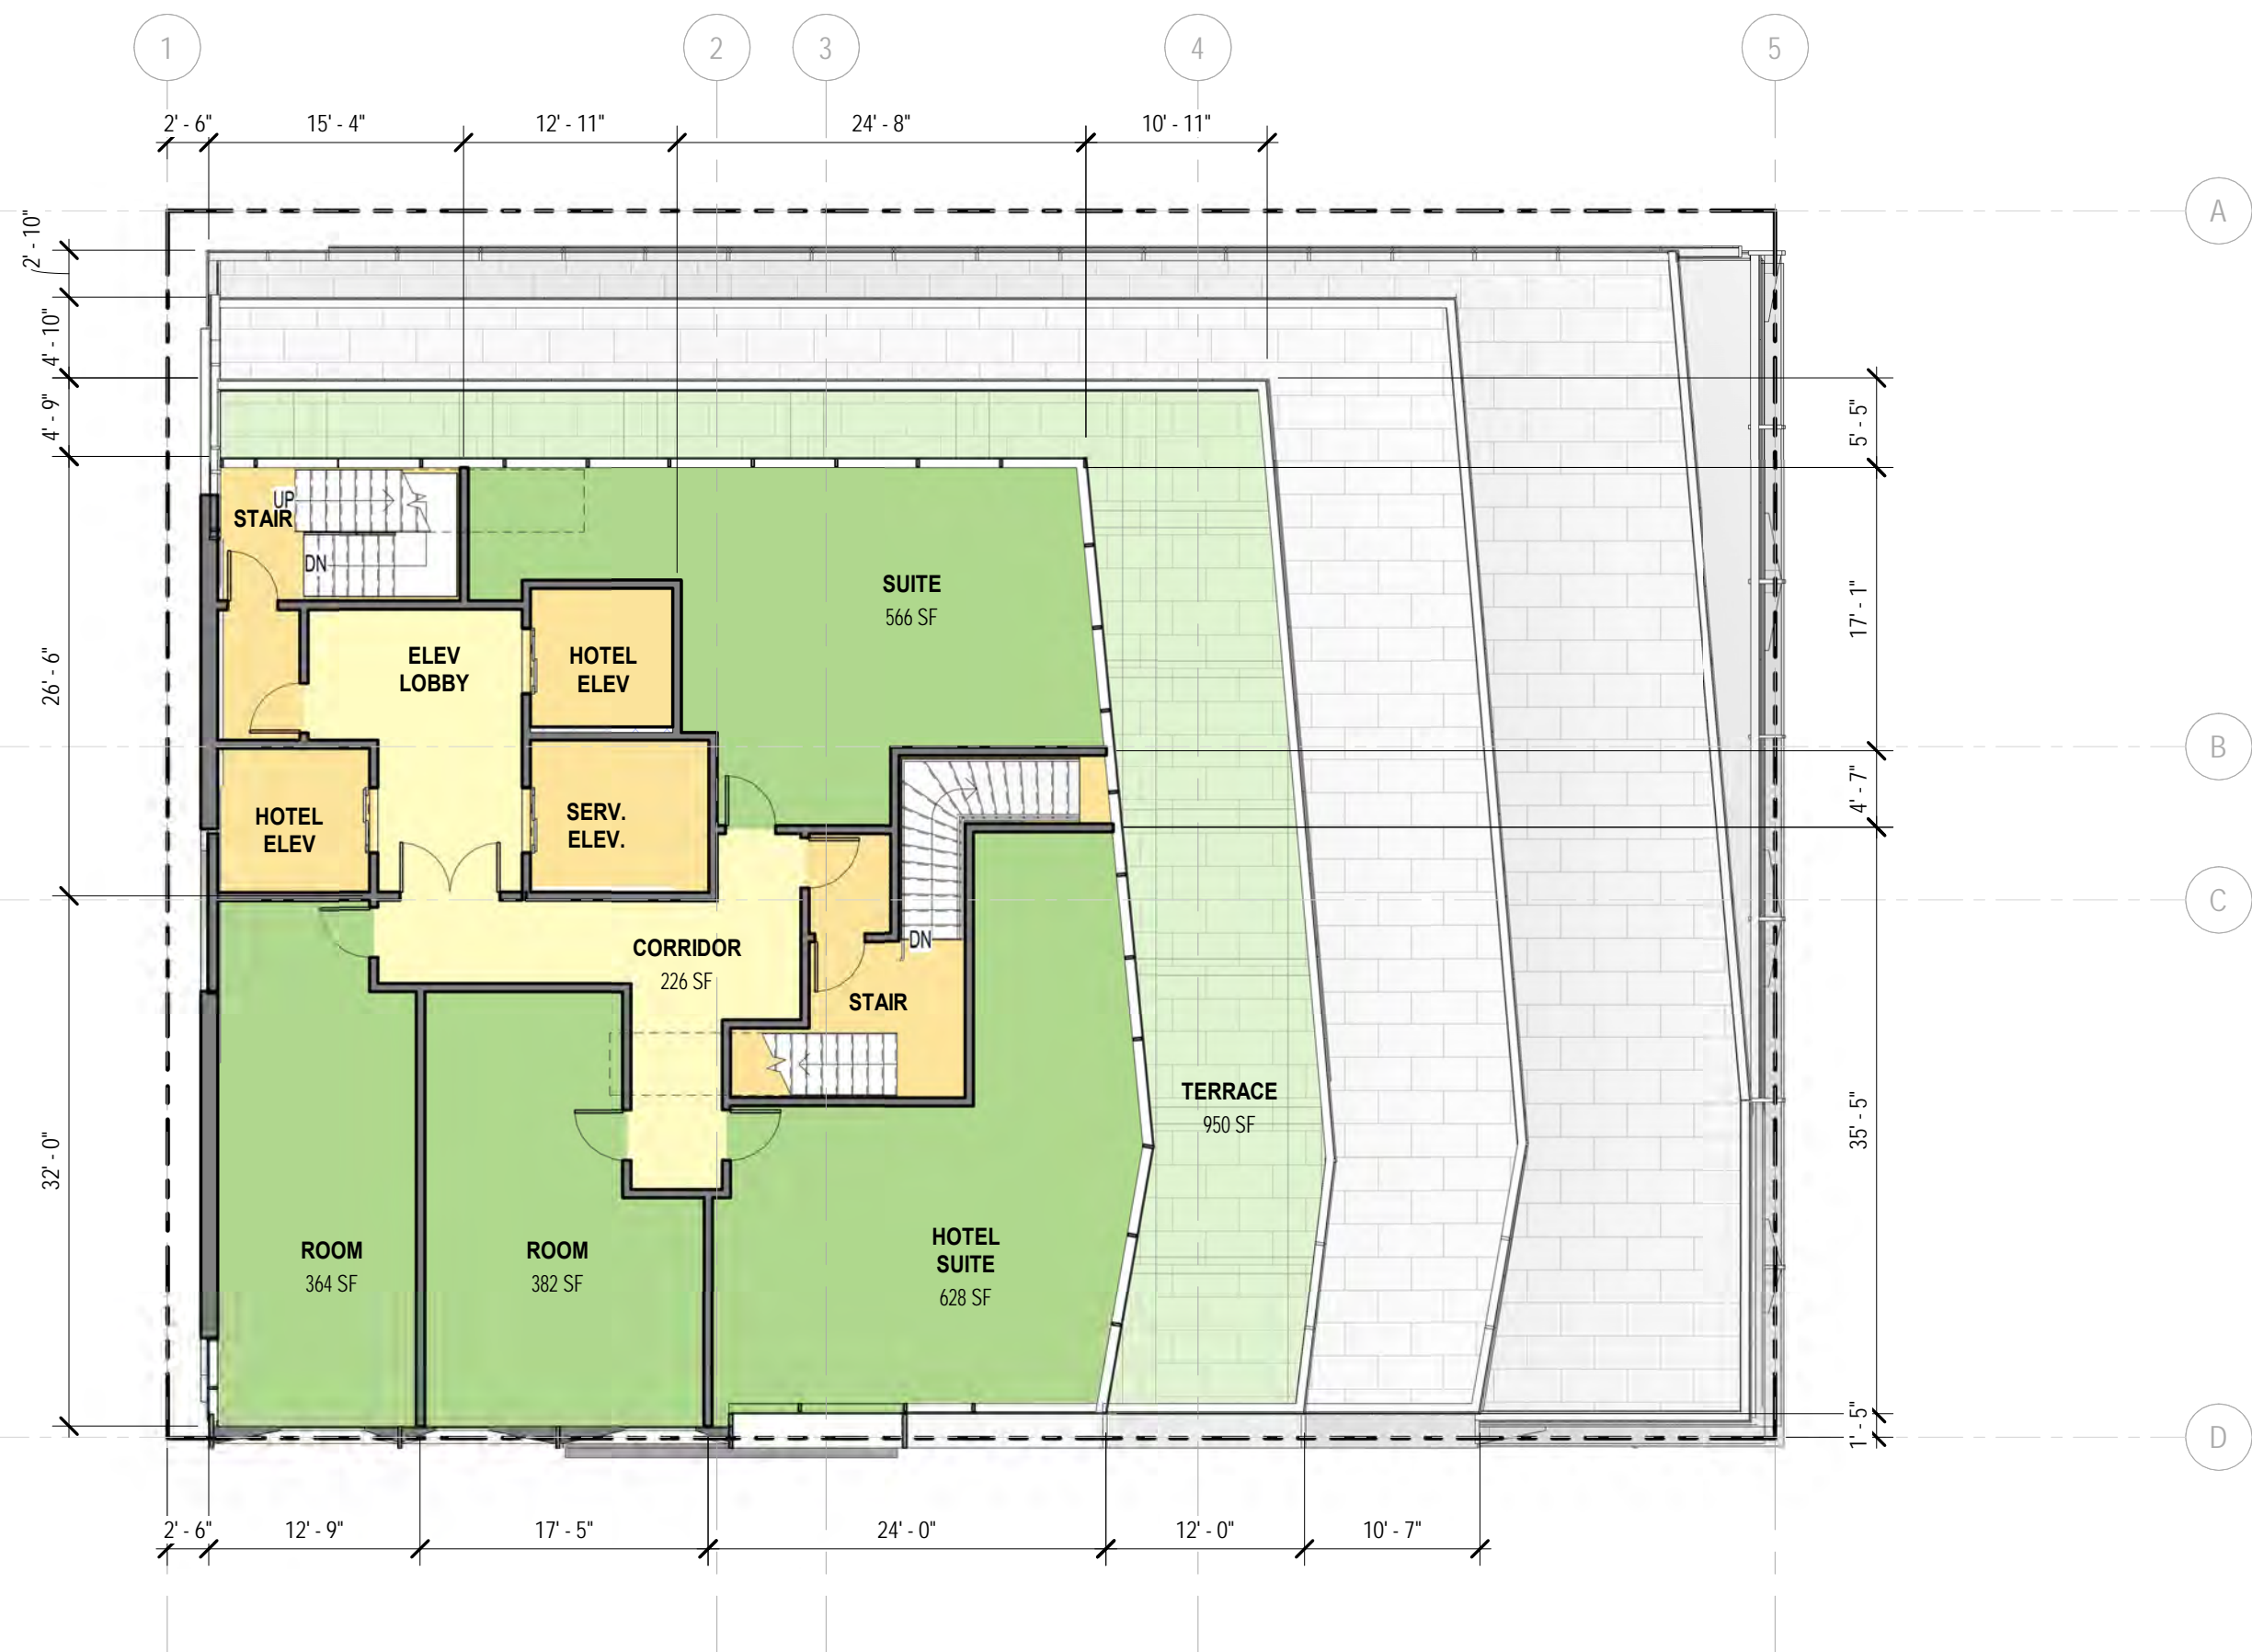 1
2
3
4
5
2' - 6"
15' - 4"
12' - 11"
24' - 8"
10' - 11"
A
2' - 10"
4' - 10"
4' - 9"
5' - 5"
UP
STAIR
DN
SUITE
566 SF
17' - 1"
26' - 6"
ELEV
LOBBY
HOTEL
ELEV
B
HOTEL
ELEV
SERV.
ELEV.
4' - 7"
C
CORRIDOR
226 SF
DN
STAIR
TERRACE
950 SF
35' - 5"
32' - 0"
ROOM
364 SF
ROOM
382 SF
HOTEL
SUITE
628 SF
1' - 5"
D
2' - 6"
12' - 9"
17' - 5"
24' - 0"
12' - 0"
10' - 7"